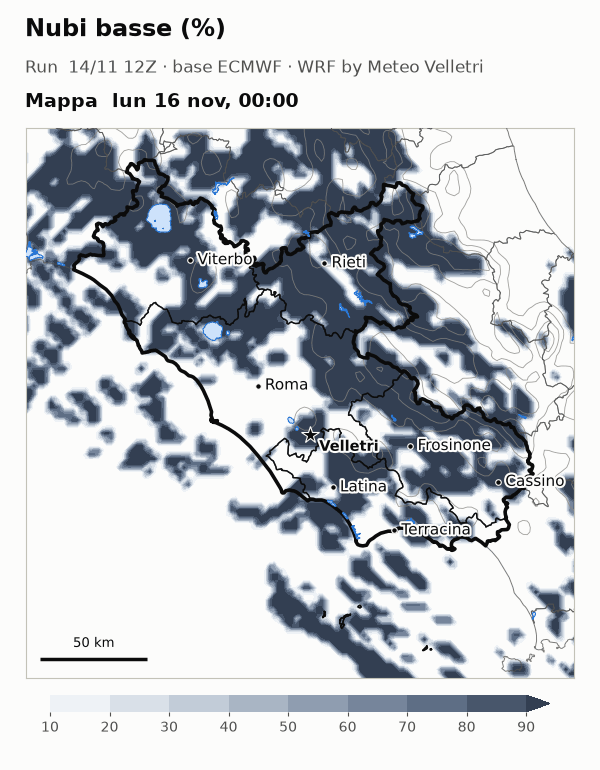 Nubi basse (%)
Run  14/11 12Z · base ECMWF · WRF by Meteo Velletri
Mappa  lun 16 nov, 00:00
Viterbo
Rieti
Roma
Velletri
Frosinone
Latina
Cassino
Terracina
50 km
10 20 30 40 50 60 70 80 90